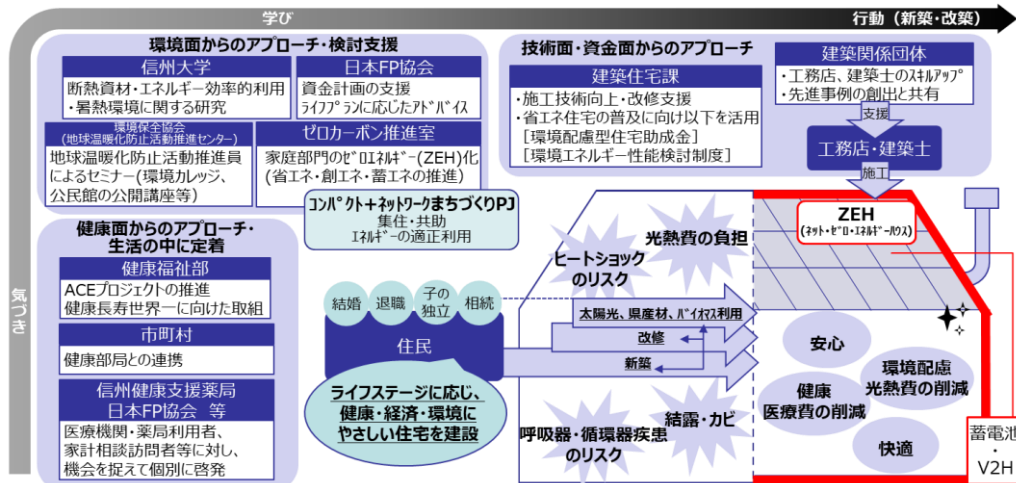 学び
行動（新築・改築）
気づき
環境面からのアプローチ・検討支援
信州大学
断熱資材・エネルギー効率的利用
・暑熱環境に関する研究
日本FP協会
資金計画の支援
ﾗｲﾌﾌﾟﾗﾝに応じたｱﾄﾞﾊﾞｲｽ
環境保全協会
(地球温暖化防止活動推進センター)
地球温暖化防止活動推進員
によるセミナー(環境カレッジ、
公民館の公開講座等)
ゼロカーボン推進室
家庭部門のｾﾞﾛｴﾈﾙｷﾞｰ(ZEH)化
(省エネ・創エネ・蓄エネの推進)
ｺﾝﾊﾟｸﾄ＋ﾈｯﾄﾜｰｸまちづくりPJ
集住・共助
ｴﾈﾙｷﾞｰの適正利用
技術面・資金面からのアプローチ
建築住宅課
・施工技術向上・改修支援
・省エネ住宅の普及に向け以下を活用
［環境配慮型住宅助成金］
［環境エネルギー性能検討制度］
建築関係団体
・工務店、建築士のｽｷﾙｱｯﾌﾟ
・先進事例の創出と共有
支援
工務店・建築士
施工
健康面からのアプローチ・
生活の中に定着
健康福祉部
ACEプロジェクトの推進
健康長寿世界一に向けた取組
市町村
健康部局との連携
信州健康支援薬局
日本FP協会　等
医療機関・薬局利用者、
家計相談訪問者等に対し、
機会を捉えて個別に啓発
結婚
退職
子の
独立
相続
住民
ライフステージに応じ、
健康・経済・環境に
やさしい住宅を建設
光熱費の負担
ヒートショック
のリスク
太陽光、県産材、ﾊﾞｲｵﾏｽ利用
改修
新築
呼吸器・循環器疾患
のリスク
結露・カビ
ZEH
(ﾈｯﾄ・ｾﾞﾛ・ｴﾈﾙｷﾞｰﾊｳｽ)
安心
環境配慮
光熱費の削減
健康
医療費の削減
快適
蓄電池
・
V2H